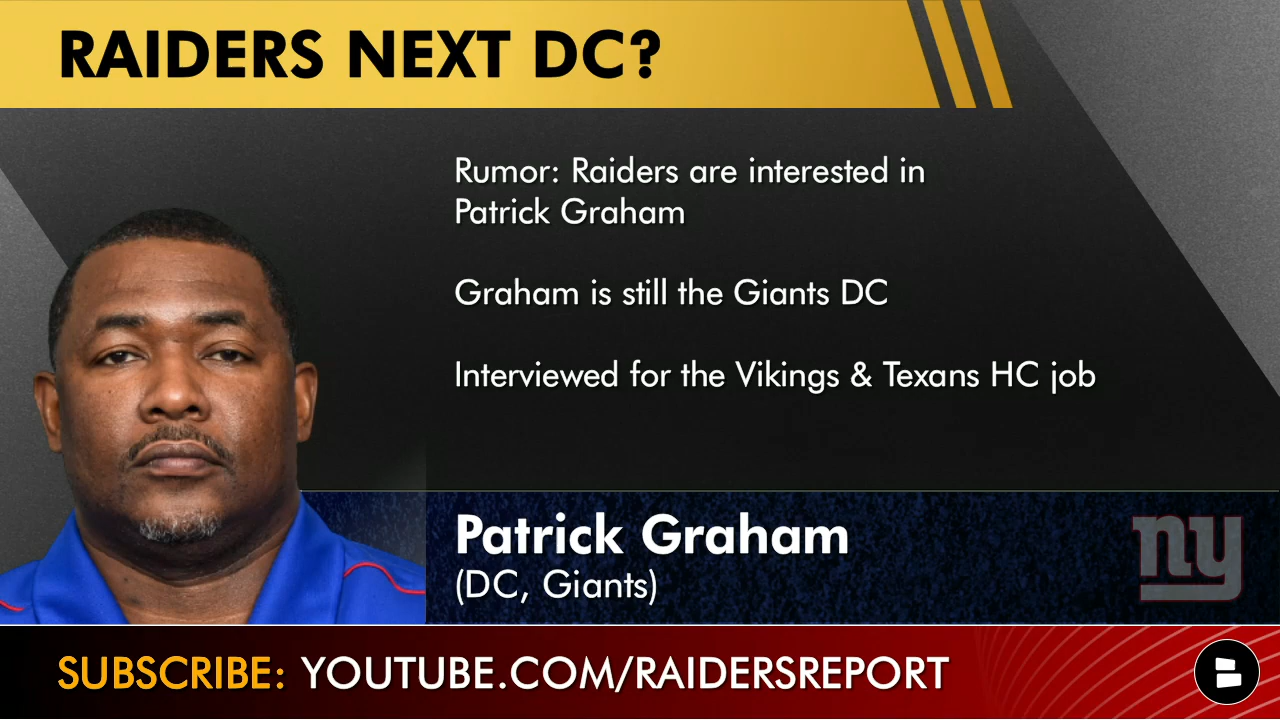 RAIDERS NEXT DC?
Rumor: Raiders are interested in
Patrick Graham
Graham is still the Giants DC
Interviewed for the Vikings & Texans HC job
Patrick Graham
(DC, Giants)
ny
SUBSCRIBE: YOUTUBE.COM/RAIDERSREPORT